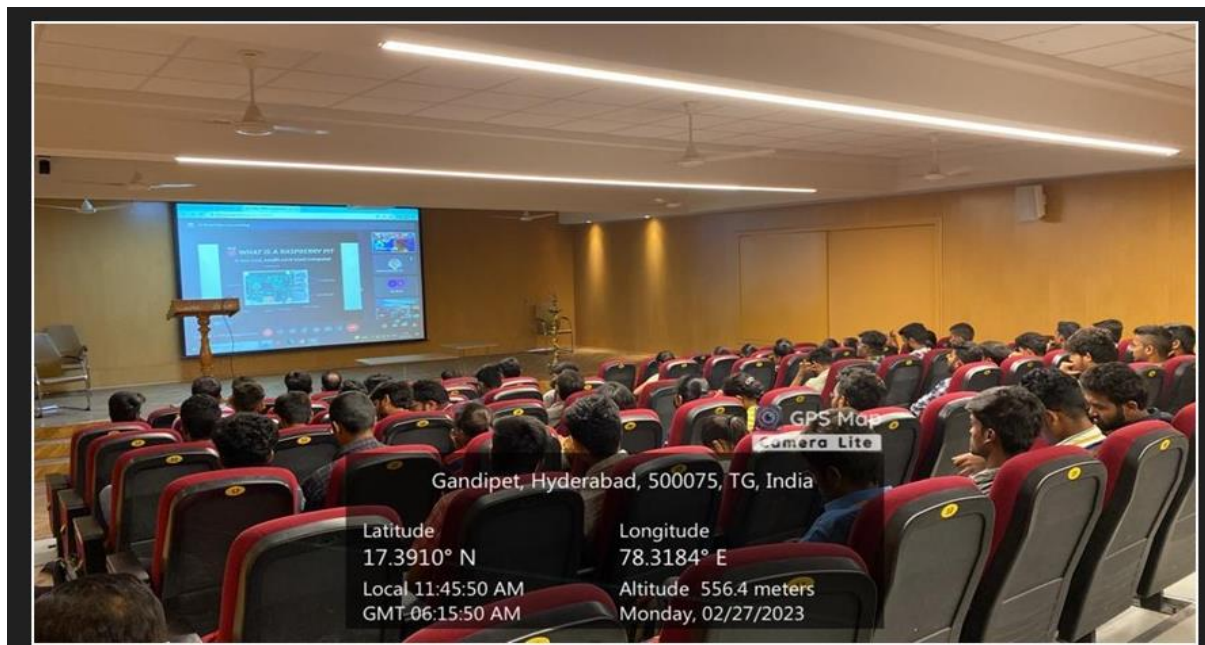 WHAT IS A RASPBERRY PI?
GPS Map
Camera Lite
Gandipet, Hyderabad, 500075, TG, India
Latitude
17.3910° N
Longitude
78.3184° E
Local 11:45:50 AM
GMT 06:15:50 AM
Altitude 556.4 meters
Monday, 02/27/2023